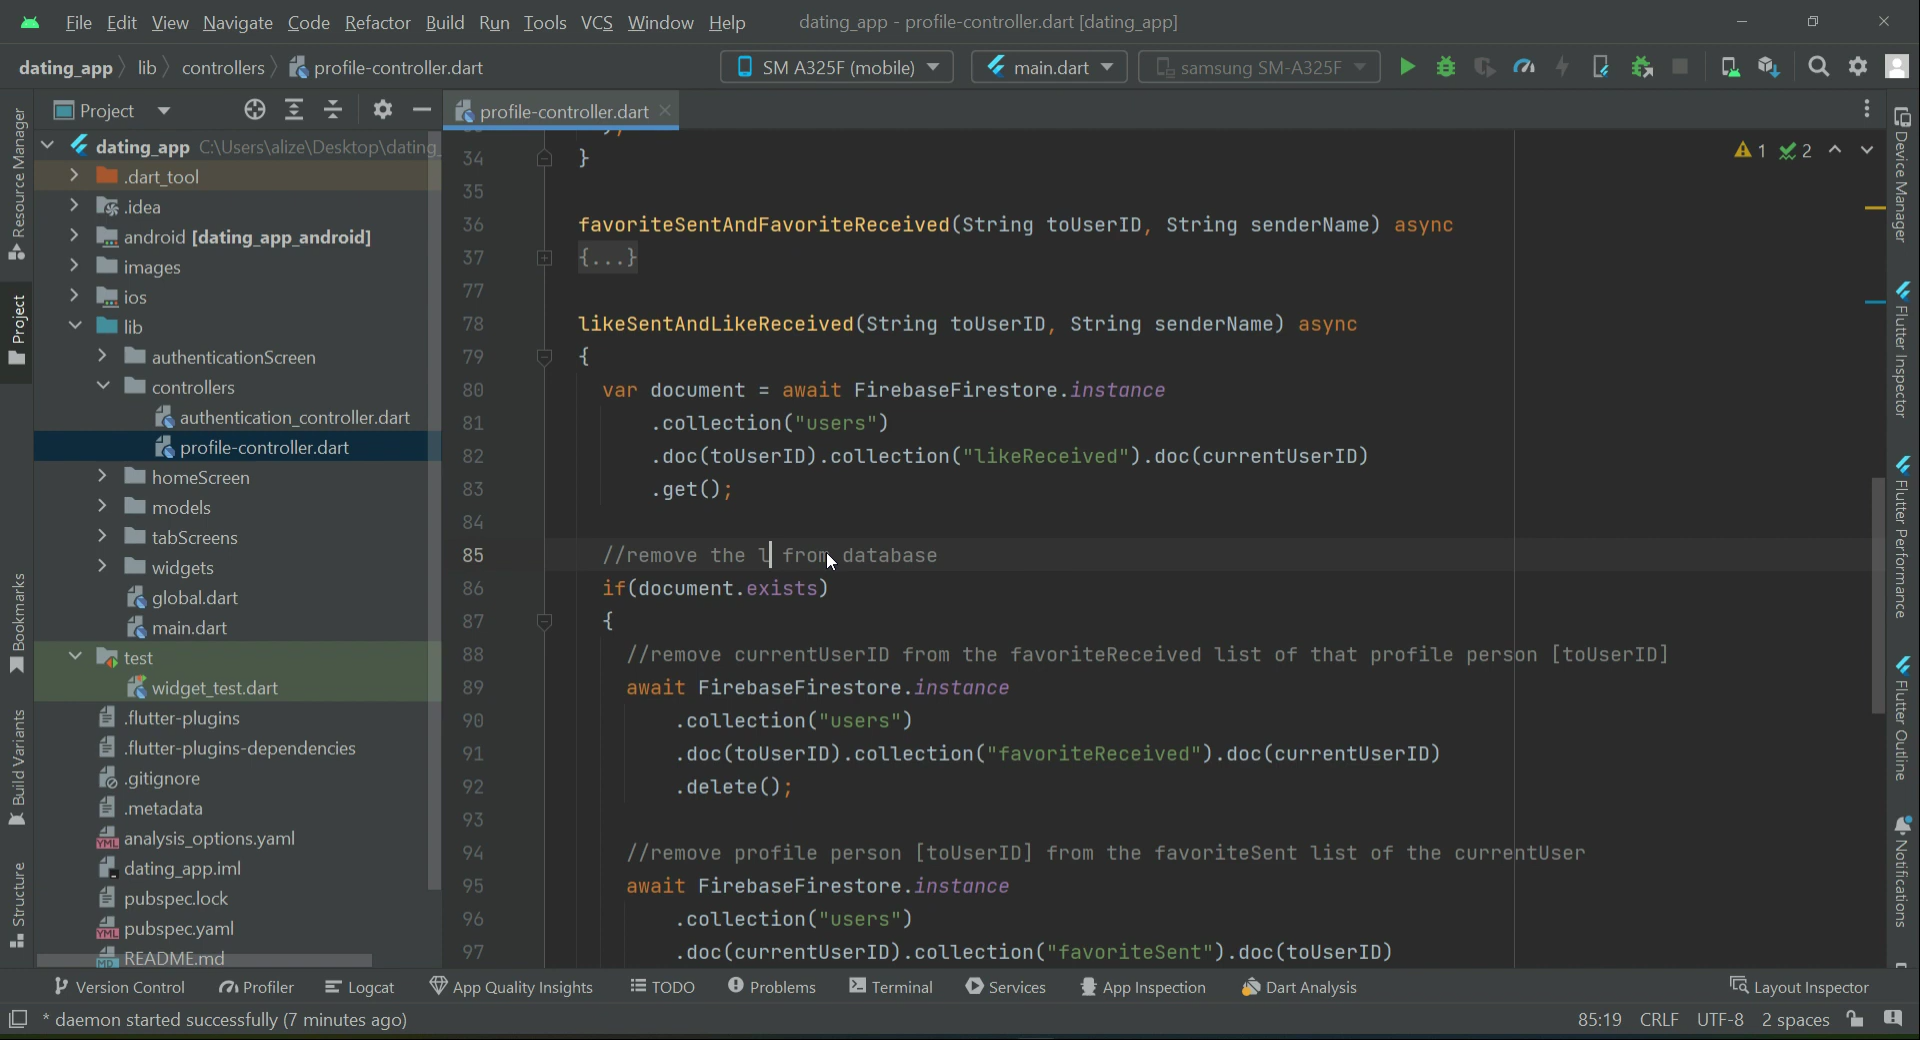 File Edit View Navigate Code Refactor Build Run Tools VCS Window Help dating_app - profile-controller.dart [dating_app]
dating_app lib controllers profile-controller.dart SM A325F (mobile) main.dart samsung SM-A325F
Project
profile-controller.dart
Resource Manager
Project
Bookmarks
Build Variants
Structure
dating_app C:\Users\alize\Desktop\dating_
.dart_tool
.idea
android [dating_app_android]
images
ios
lib
authenticationScreen
controllers
authentication_controller.dart
profile-controller.dart
homeScreen
models
tabScreens
widgets
global.dart
main.dart
test
widget_test.dart
.flutter-plugins
.flutter-plugins-dependencies
.gitignore
.metadata
analysis_options.yaml
dating_app.iml
pubspec.lock
pubspec.yaml
README.md
1 2
34 }
35
36 favoriteSentAndFavoriteReceived(String toUserID, String senderName) async
37 {...}
77
78 likeSentAndLikeReceived(String toUserID, String senderName) async
79 {
80 var document = await FirebaseFirestore.instance
81 .collection("users")
82 .doc(toUserID).collection("likeReceived").doc(currentUserID)
83 .get();
84
85 //remove the l from database
86 if(document.exists)
87 {
88 //remove currentUserID from the favoriteReceived list of that profile person [toUserID]
89 await FirebaseFirestore.instance
90 .collection("users")
91 .doc(toUserID).collection("favoriteReceived").doc(currentUserID)
92 .delete();
93
94 //remove profile person [toUserID] from the favoriteSent list of the currentUser
95 await FirebaseFirestore.instance
96 .collection("users")
97 .doc(currentUserID).collection("favoriteSent").doc(toUserID)
Device Manager
Flutter Inspector
Flutter Performance
Flutter Outline
Notifications
Version Control Profiler Logcat App Quality Insights TODO Problems Terminal Services App Inspection Dart Analysis Layout Inspector
* daemon started successfully (7 minutes ago) 85:19 CRLF UTF-8 2 spaces